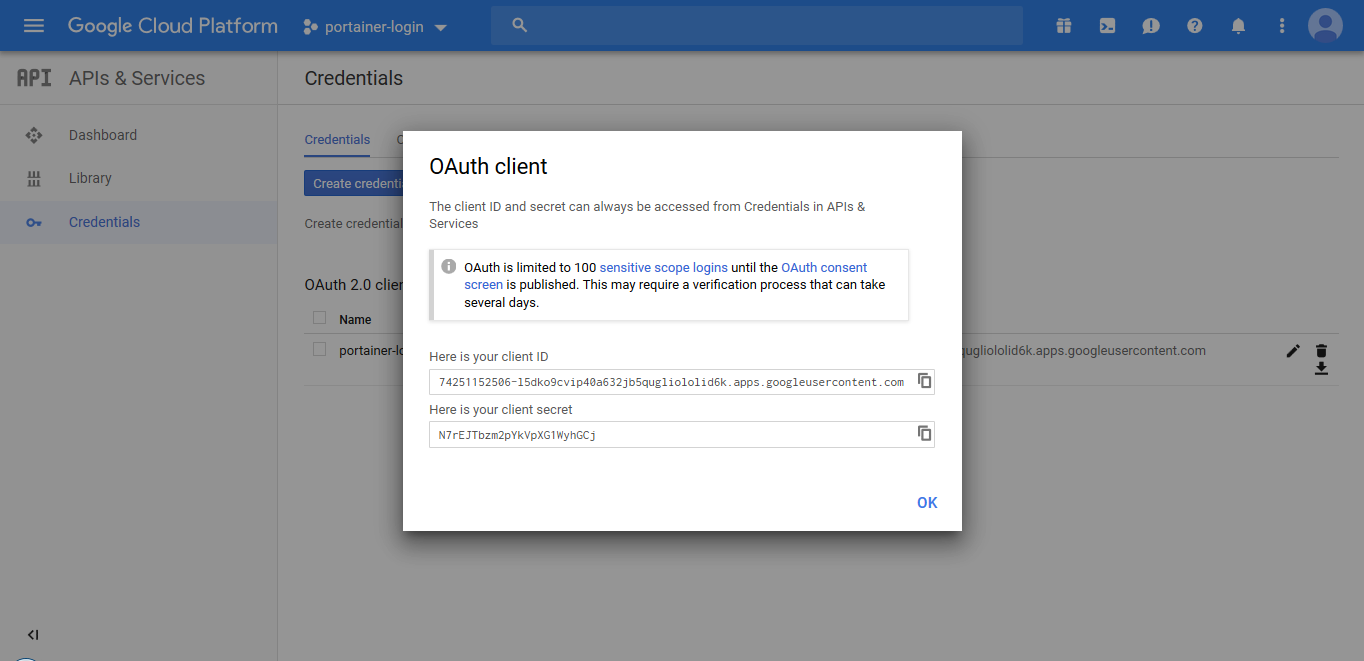 Google Cloud Platform
portainer-login
API APIs & Services
Credentials
Dashboard
Library
Credentials
Credentials
Create credenti
Create credential
OAuth 2.0 clien
Name
portainer-lo
qugliololid6k.apps.googleusercontent.com
OAuth client
The client ID and secret can always be accessed from Credentials in APIs &
Services
OAuth is limited to 100 sensitive scope logins until the OAuth consent
screen is published. This may require a verification process that can take
several days.
Here is your client ID
74251152506-l5dko9cvip40a632jb5qugliololid6k.apps.googleusercontent.com
Here is your client secret
N7rEJTbzm2pYkVpXG1WyhGCj
OK